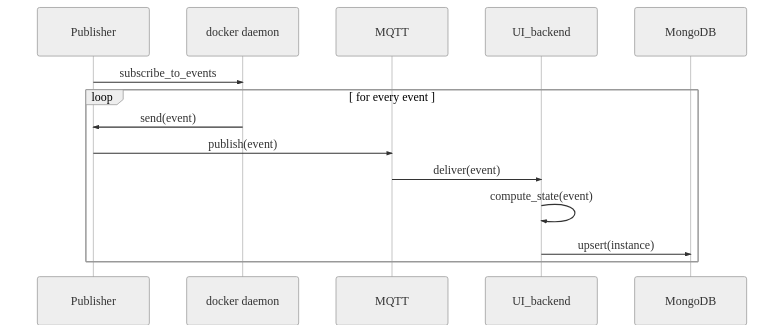 Publisher
docker daemon
MQTT
UI_backend
MongoDB
subscribe_to_events
loop
[ for every event ]
send(event)
publish(event)
deliver(event)
compute_state(event)
upsert(instance)
Publisher
docker daemon
MQTT
UI_backend
MongoDB